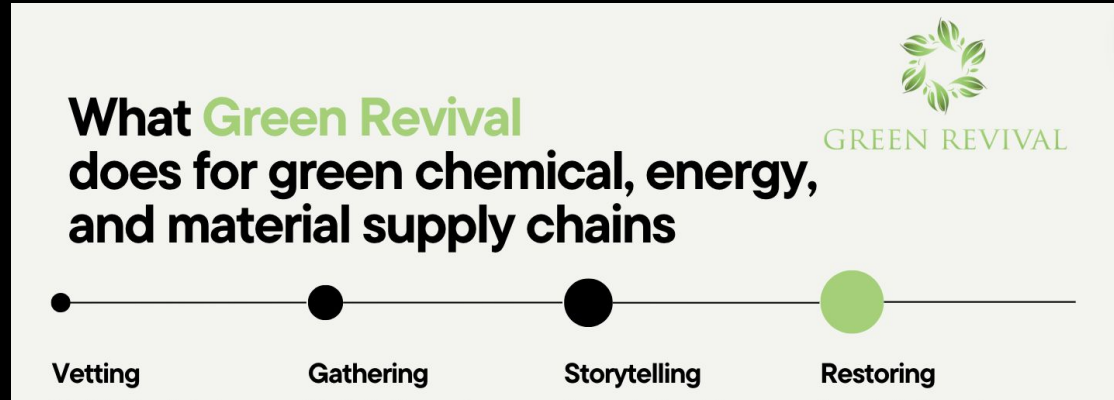 What Green Revival
does for green chemical, energy,
and material supply chains
GREEN REVIVAL
Vetting
Gathering
Storytelling
Restoring